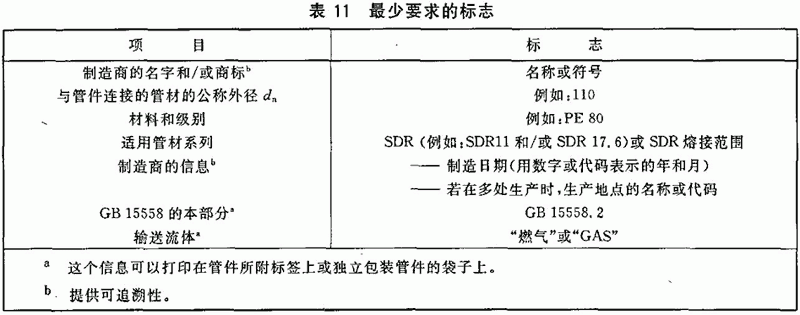 表 11 最少要求的标志
项 目 标 志
制造商的名字和/或商标ᵇ 名称或符号
与管件连接的管材的公称外径 dₙ 例如:110
材料和级别 例如:PE 80
适用管材系列 SDR (例如:SDR11 和/或 SDR 17.6)或 SDR 熔接范围
制造商的信息ᵇ —— 制造日期(用数字或代码表示的年和月)
—— 若在多处生产时,生产地点的名称或代码
GB 15558 的本部分ᵃ GB 15558.2
输送流体ᵃ “燃气”或“GAS”
ᵃ 这个信息可以打印在管件所附标签上或独立包装管件的袋子上。
ᵇ 提供可追溯性。